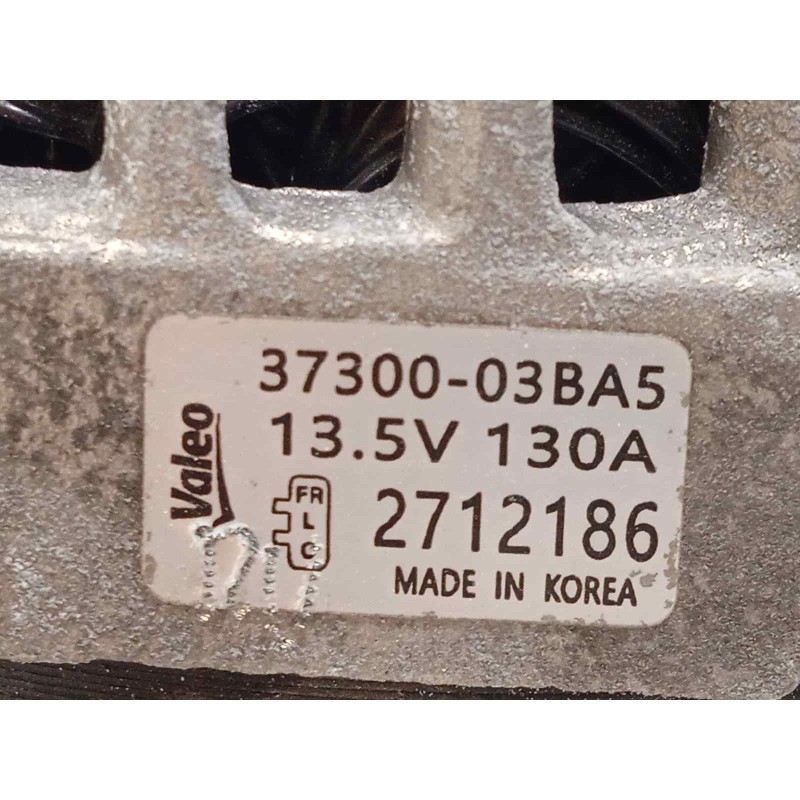 37300-03BA5
13.5V 130A
Valeo
FR
L
C
2712186
MADE IN KOREA